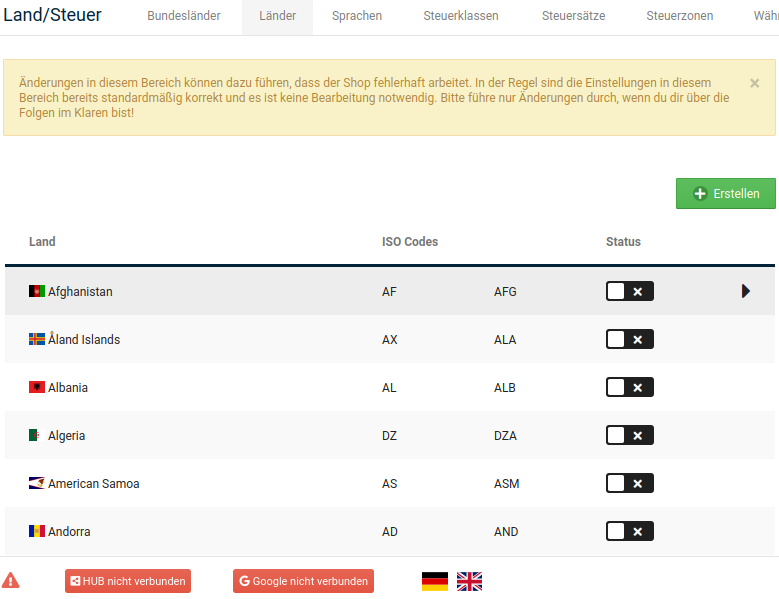 Land/Steuer Bundesländer Länder Sprachen Steuerklassen Steuersätze Steuerzonen Wäh
Änderungen in diesem Bereich können dazu führen, dass der Shop fehlerhaft arbeitet. In der Regel sind die Einstellungen in diesem
Bereich bereits standardmäßig korrekt und es ist keine Bearbeitung notwendig. Bitte führe nur Änderungen durch, wenn du dir über die
Folgen im Klaren bist!
Erstellen
Land ISO Codes Status
Afghanistan AF AFG
Åland Islands AX ALA
Albania AL ALB
Algeria DZ DZA
American Samoa AS ASM
Andorra AD AND
HUB nicht verbunden Google nicht verbunden